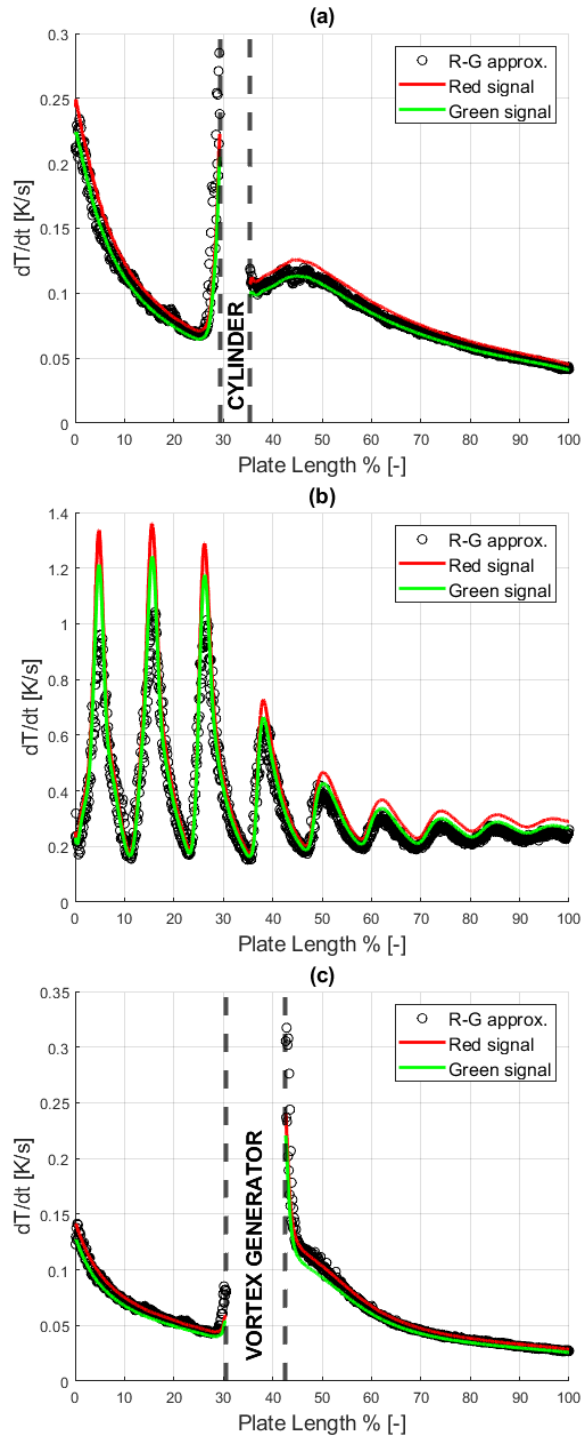 (a)
0.3
0.25
0.2
0.15
0.1
0.05
0
dT/dt [K/s]
R-G approx.
Red signal
Green signal
CYLINDER
0 10 20 30 40 50 60 70 80 90 100
Plate Length % [-]
(b)
1.4
1.2
1
0.8
0.6
0.4
0.2
0
dT/dt [K/s]
R-G approx.
Red signal
Green signal
0 10 20 30 40 50 60 70 80 90 100
Plate Length % [-]
(c)
0.35
0.3
0.25
0.2
0.15
0.1
0.05
0
dT/dt [K/s]
R-G approx.
Red signal
Green signal
VORTEX GENERATOR
0 10 20 30 40 50 60 70 80 90 100
Plate Length % [-]